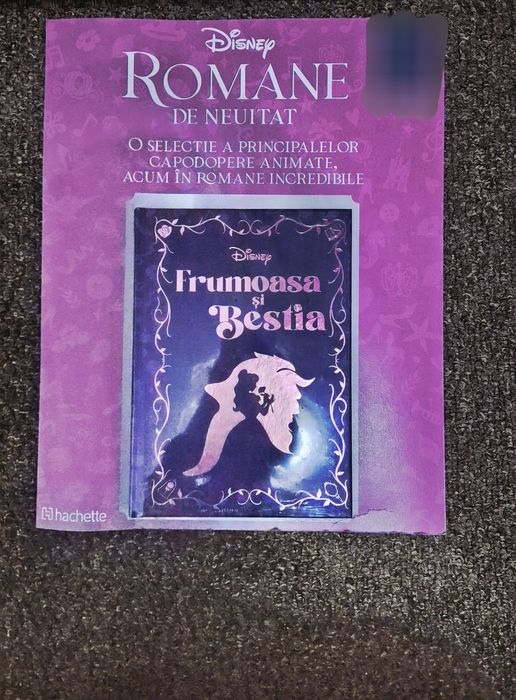 Disney
ROMANE
DE NEUITAT
O SELECȚIE A PRINCIPALELOR
CAPODOPERE ANIMATE,
ACUM ÎN ROMANE INCREDIBILE
Disney
Frumoasa
și
Bestia
hachette